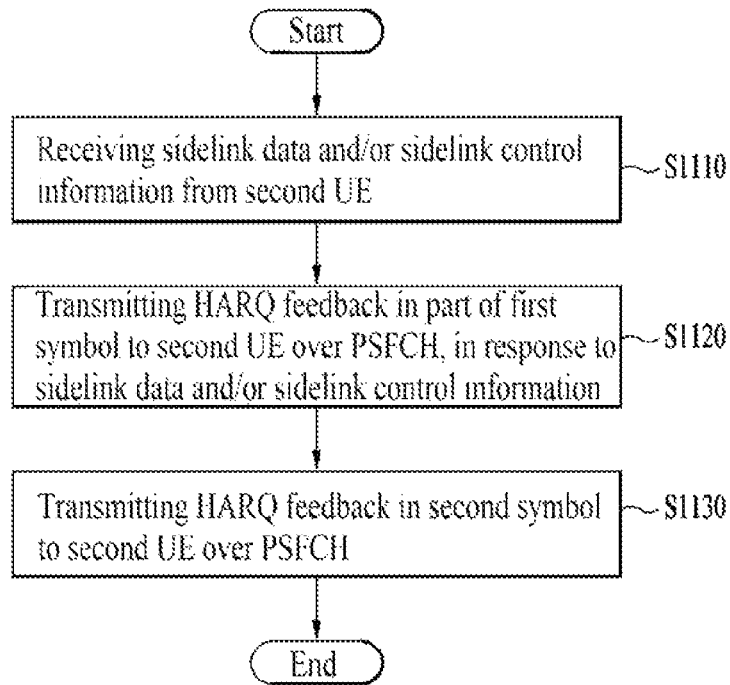 Start
Receiving sidelink data and/or sidelink control
information from second UE
S1110
Transmitting HARQ feedback in part of first
symbol to second UE over PSFCH, in response to
sidelink data and/or sidelink control information
S1120
Transmitting HARQ feedback in second symbol
to second UE over PSFCH
S1130
End